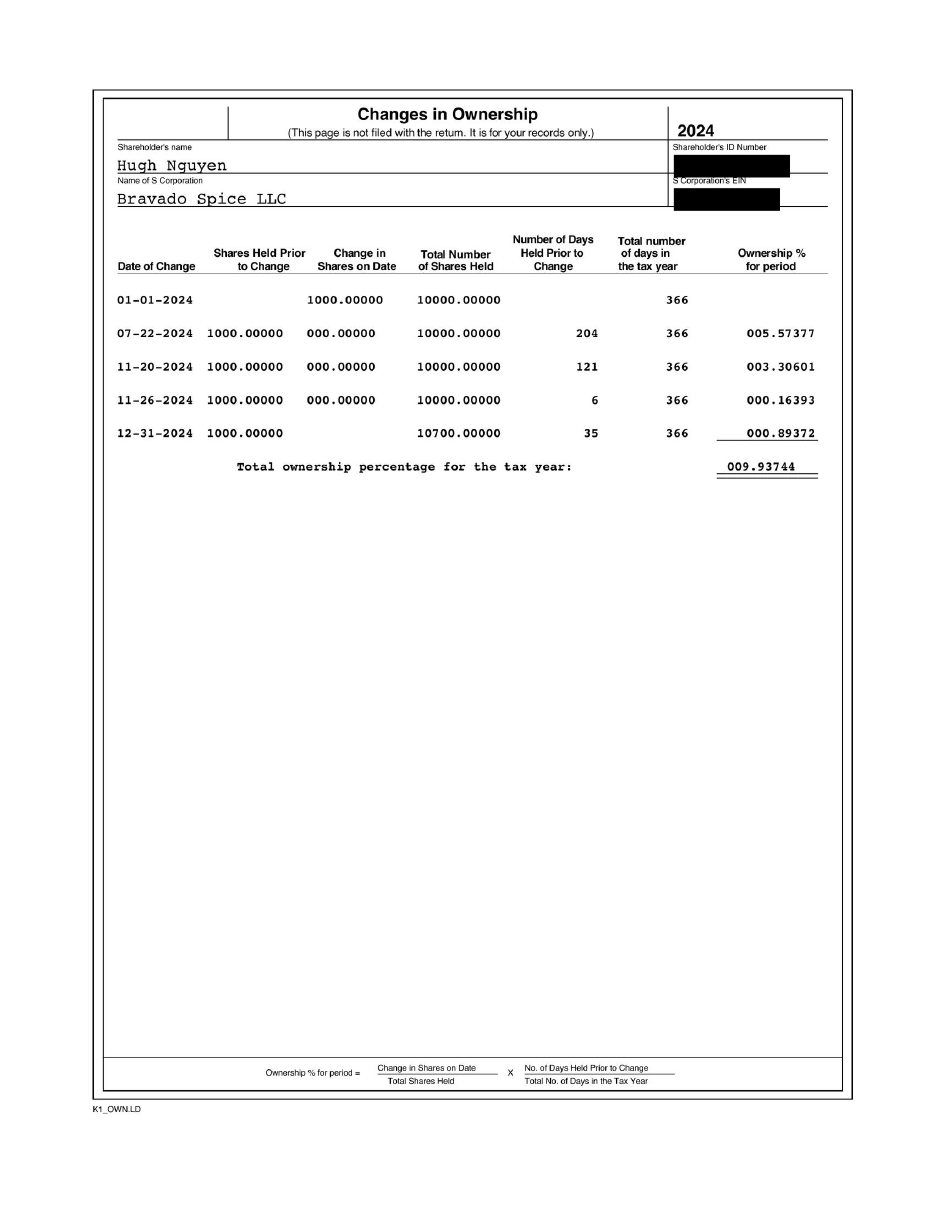 Changes in Ownership
(This page is not filed with the return. It is for your records only.)
2024
Shareholder's name
Shareholder's ID Number
Hugh Nguyen
Name of S Corporation
S Corporation's EIN
Bravado Spice LLC
Date of Change Shares Held Prior to Change Change in Shares on Date Total Number of Shares Held Number of Days Held Prior to Change Total number of days in the tax year Ownership % for period
01-01-2024 1000.00000 10000.00000 366
07-22-2024 1000.00000 000.00000 10000.00000 204 366 005.57377
11-20-2024 1000.00000 000.00000 10000.00000 121 366 003.30601
11-26-2024 1000.00000 000.00000 10000.00000 6 366 000.16393
12-31-2024 1000.00000 10700.00000 35 366 000.89372
Total ownership percentage for the tax year: 009.93744
Ownership % for period = Change in Shares on Date / Total Shares Held X No. of Days Held Prior to Change / Total No. of Days in the Tax Year
K1_OWN.LD